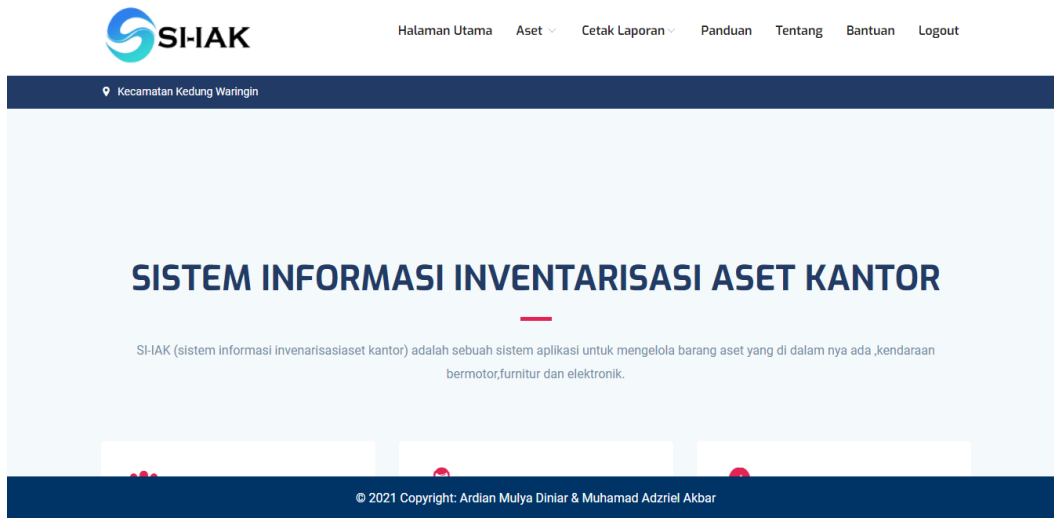 SI-IAK
Halaman Utama Aset Cetak Laporan Panduan Tentang Bantuan Logout
Kecamatan Kedung Waringin
SISTEM INFORMASI INVENTARISASI ASET KANTOR
SI-IAK (sistem informasi invenarisasiaset kantor) adalah sebuah sistem aplikasi untuk mengelola barang aset yang di dalam nya ada ,kendaraan
bermotor,furnitur dan elektronik.
© 2021 Copyright: Ardian Mulya Diniar & Muhamad Adzriel Akbar